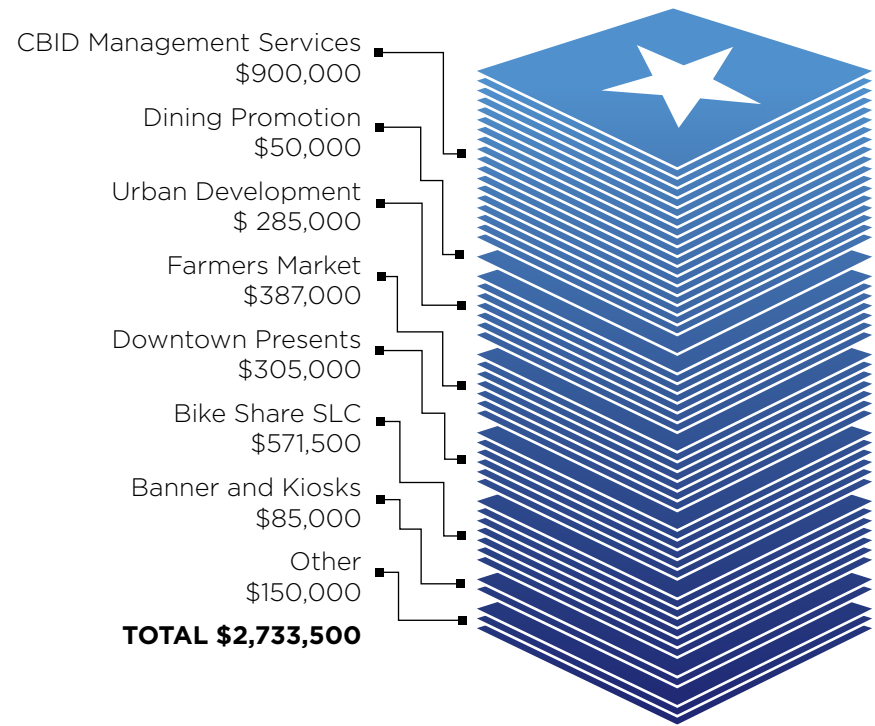 CBID Management Services
$900,000
Dining Promotion
$50,000
Urban Development
$ 285,000
Farmers Market
$387,000
Downtown Presents
$305,000
Bike Share SLC
$571,500
Banner and Kiosks
$85,000
Other
$150,000
TOTAL $2,733,500